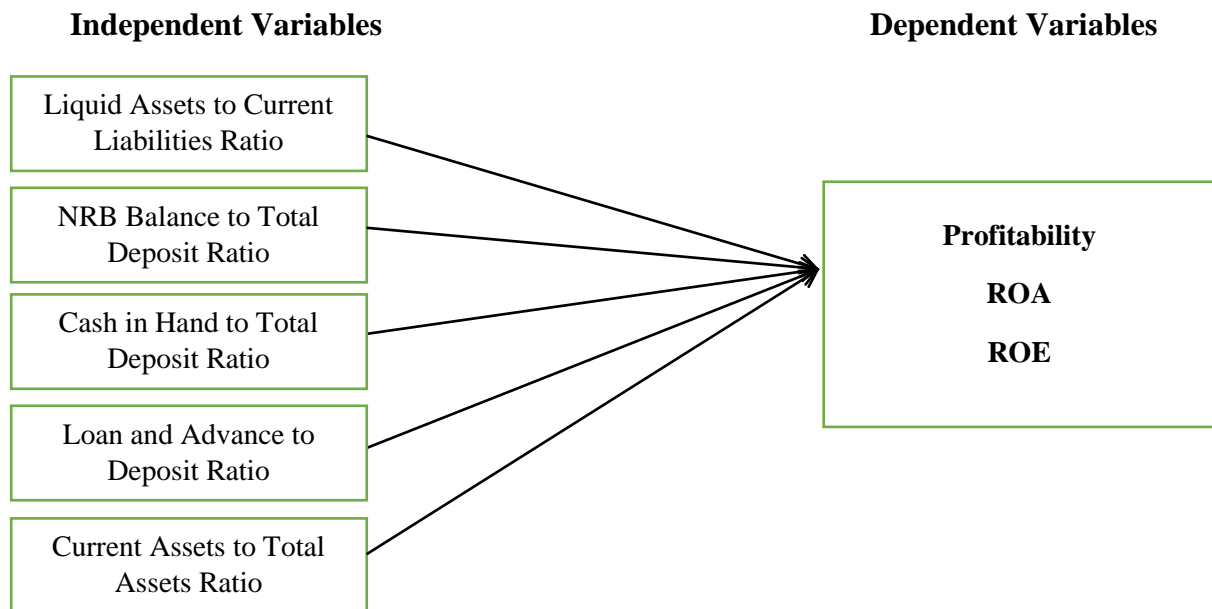 Independent Variables
Dependent Variables
Liquid Assets to Current
Liabilities Ratio
NRB Balance to Total
Deposit Ratio
Cash in Hand to Total
Deposit Ratio
Loan and Advance to
Deposit Ratio
Current Assets to Total
Assets Ratio
Profitability
ROA
ROE